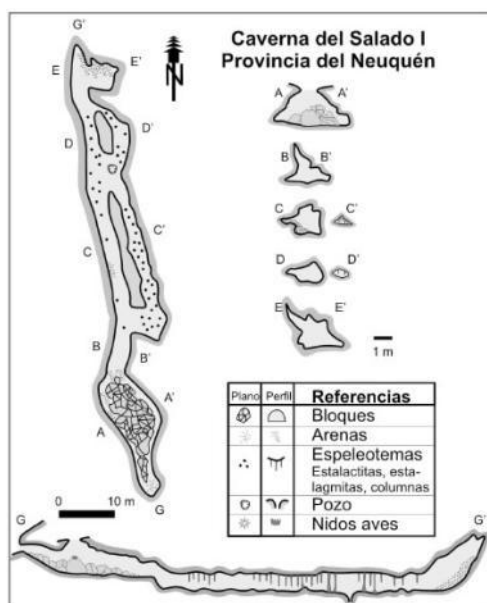 Caverna del Salado I
Provincia del Neuquén
G'
E
E'
N
D'
D
C'
C
B
B'
A'
A
G
0 10 m
A A'
B B'
C C'
D D'
E E'
1 m
Plano Perfil Referencias
Bloques
Arenas
Espeleotemas
Estalactitas, esta-
lagmitas, columnas
Pozo
Nidos aves
G G'